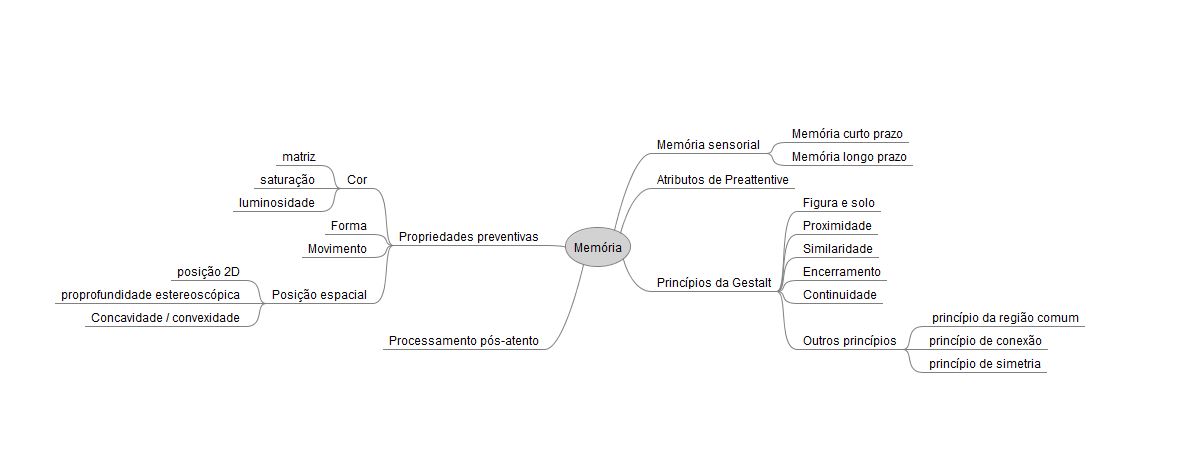 Memória
Memória sensorial
Memória curto prazo
Memória longo prazo
Atributos de Preattentive
Princípios da Gestalt
Figura e solo
Proximidade
Similaridade
Encerramento
Continuidade
Outros princípios
princípio da região comum
princípio de conexão
princípio de simetria
Propriedades preventivas
Cor
matriz
saturação
luminosidade
Forma
Movimento
Posição espacial
posição 2D
proprofundidade estereoscópica
Concavidade / convexidade
Processamento pós-atento